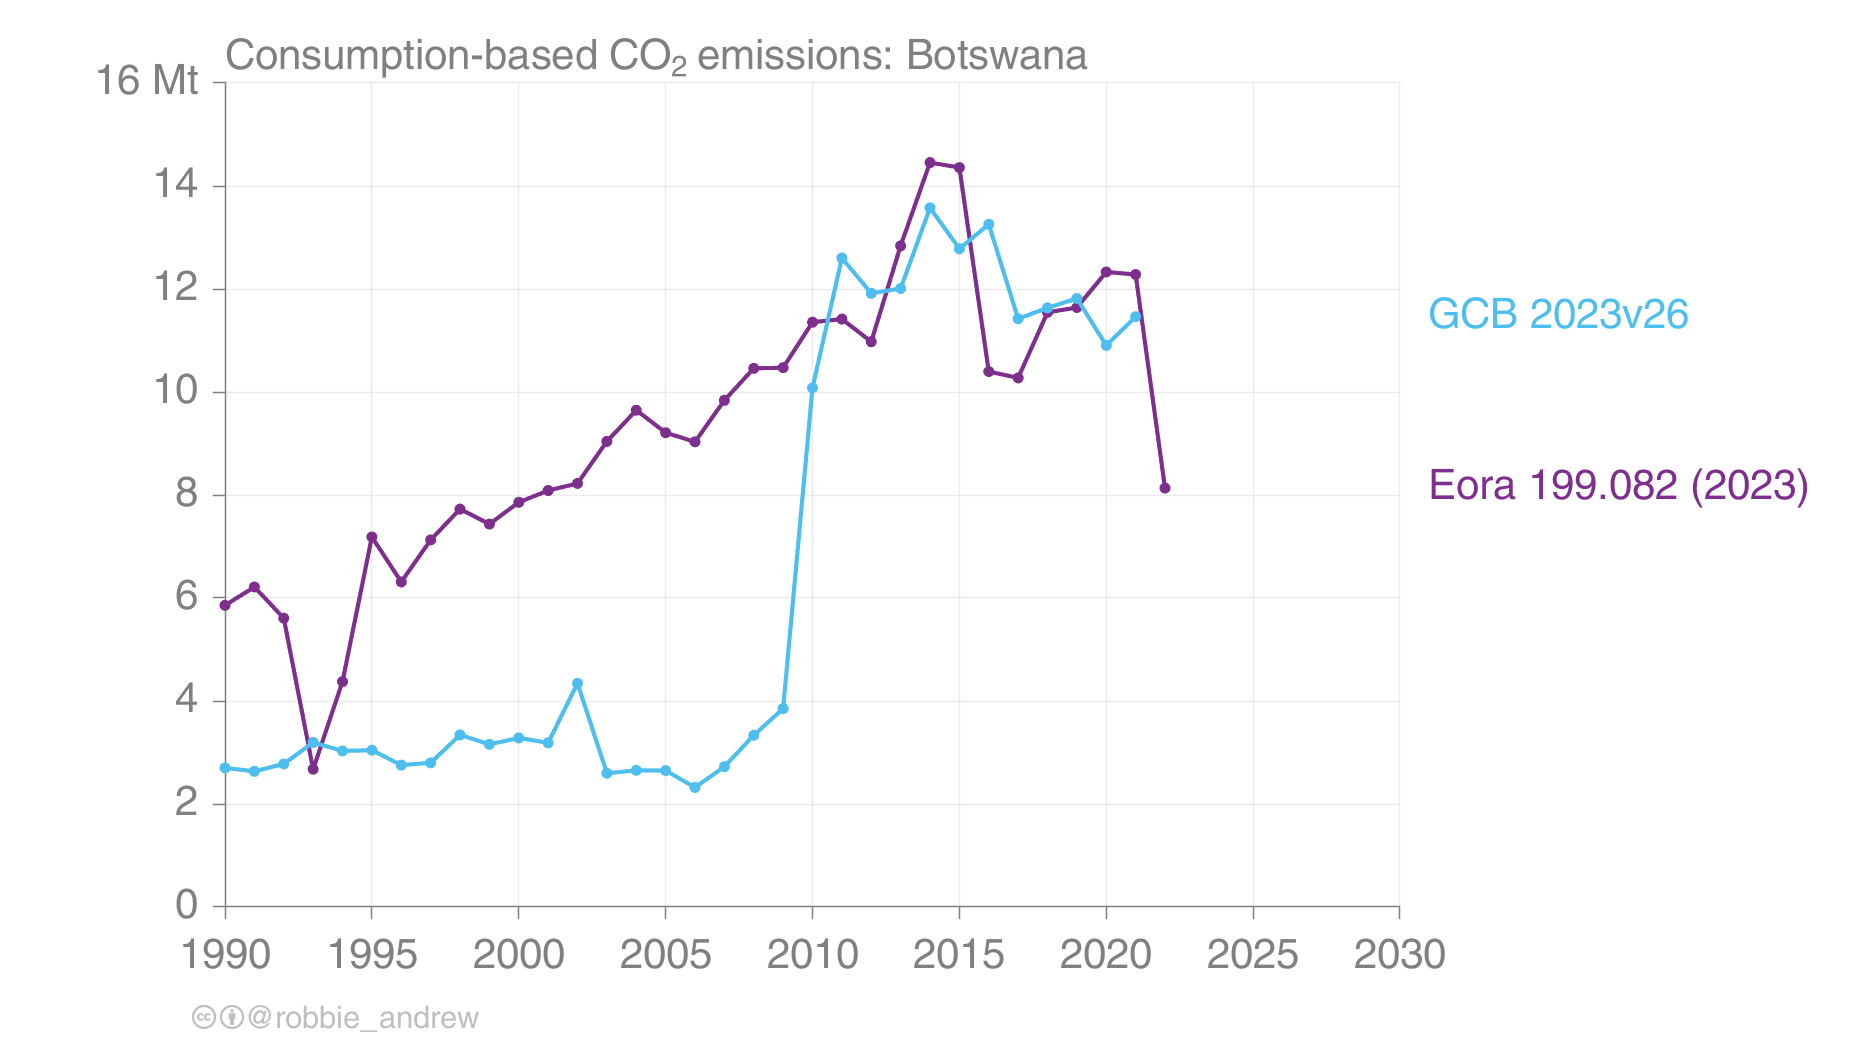 Consumption-based CO₂ emissions: Botswana
16 Mt
14
12
10
8
6
4
2
0
1990 1995 2000 2005 2010 2015 2020 2025 2030
GCB 2023v26
Eora 199.082 (2023)
@robbie_andrew